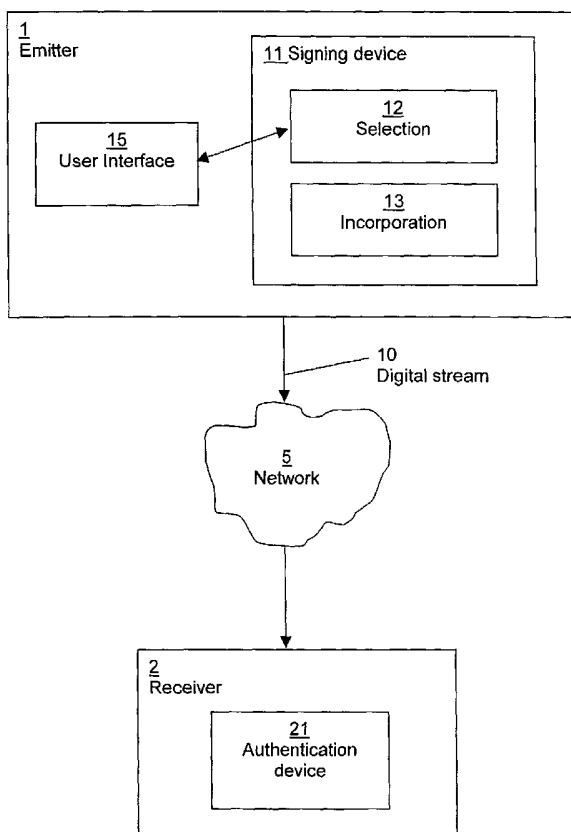 1
Emitter
11 Signing device
12
Selection
15
User Interface
13
Incorporation
10
Digital stream
5
Network
2
Receiver
21
Authentication
device